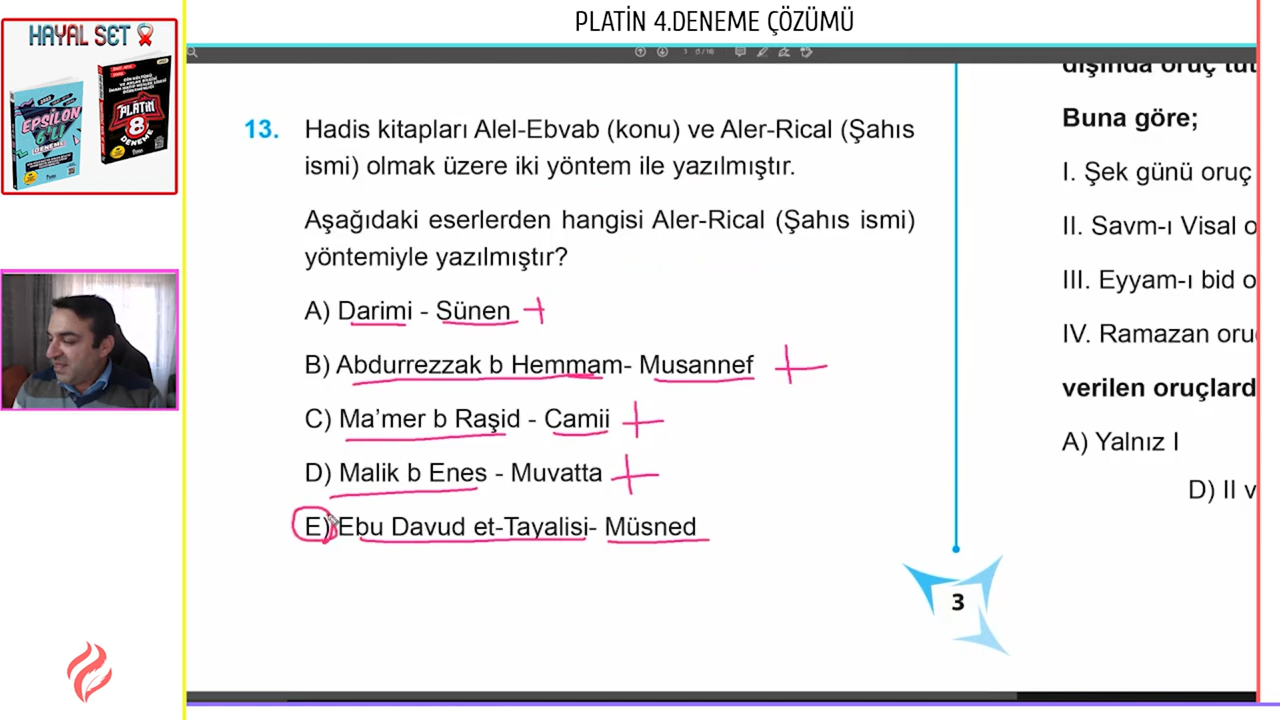 PLATİN 4.DENEME ÇÖZÜMÜ
HAYAL SET
EPSİLON
6'LI
DENEME
PLATİN
8
DENEME
13. Hadis kitapları Alel-Ebvab (konu) ve Aler-Rical (Şahıs
ismi) olmak üzere iki yöntem ile yazılmıştır.
Aşağıdaki eserlerden hangisi Aler-Rical (Şahıs ismi)
yöntemiyle yazılmıştır?
A) Darimi - Sünen
B) Abdurrezzak b Hemmam- Musannef
C) Ma’mer b Raşid - Camii
D) Malik b Enes - Muvatta
E) Ebu Davud et-Tayalisi- Müsned
3
dışında oruç tut
Buna göre;
I. Şek günü oruç
II. Savm-ı Visal o
III. Eyyam-ı bid o
IV. Ramazan oru
verilen oruçlard
A) Yalnız I
D) II v